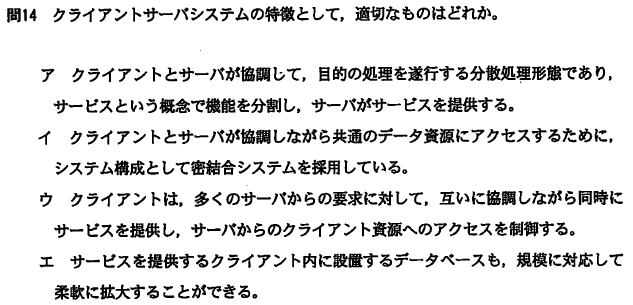 問14 クライアントサーバシステムの特徴として，適切なものはどれか。
ア クライアントとサーバが協調して，目的の処理を遂行する分散処理形態であり，
サービスという概念で機能を分割し，サーバがサービスを提供する。
イ クライアントとサーバが協調しながら共通のデータ資源にアクセスするために，
システム構成として密結合システムを採用している。
ウ クライアントは，多くのサーバからの要求に対して，互いに協調しながら同時に
サービスを提供し，サーバからのクライアント資源へのアクセスを制御する。
エ サービスを提供するクライアント内に設置するデータベースも，規模に対応して
柔軟に拡大することができる。